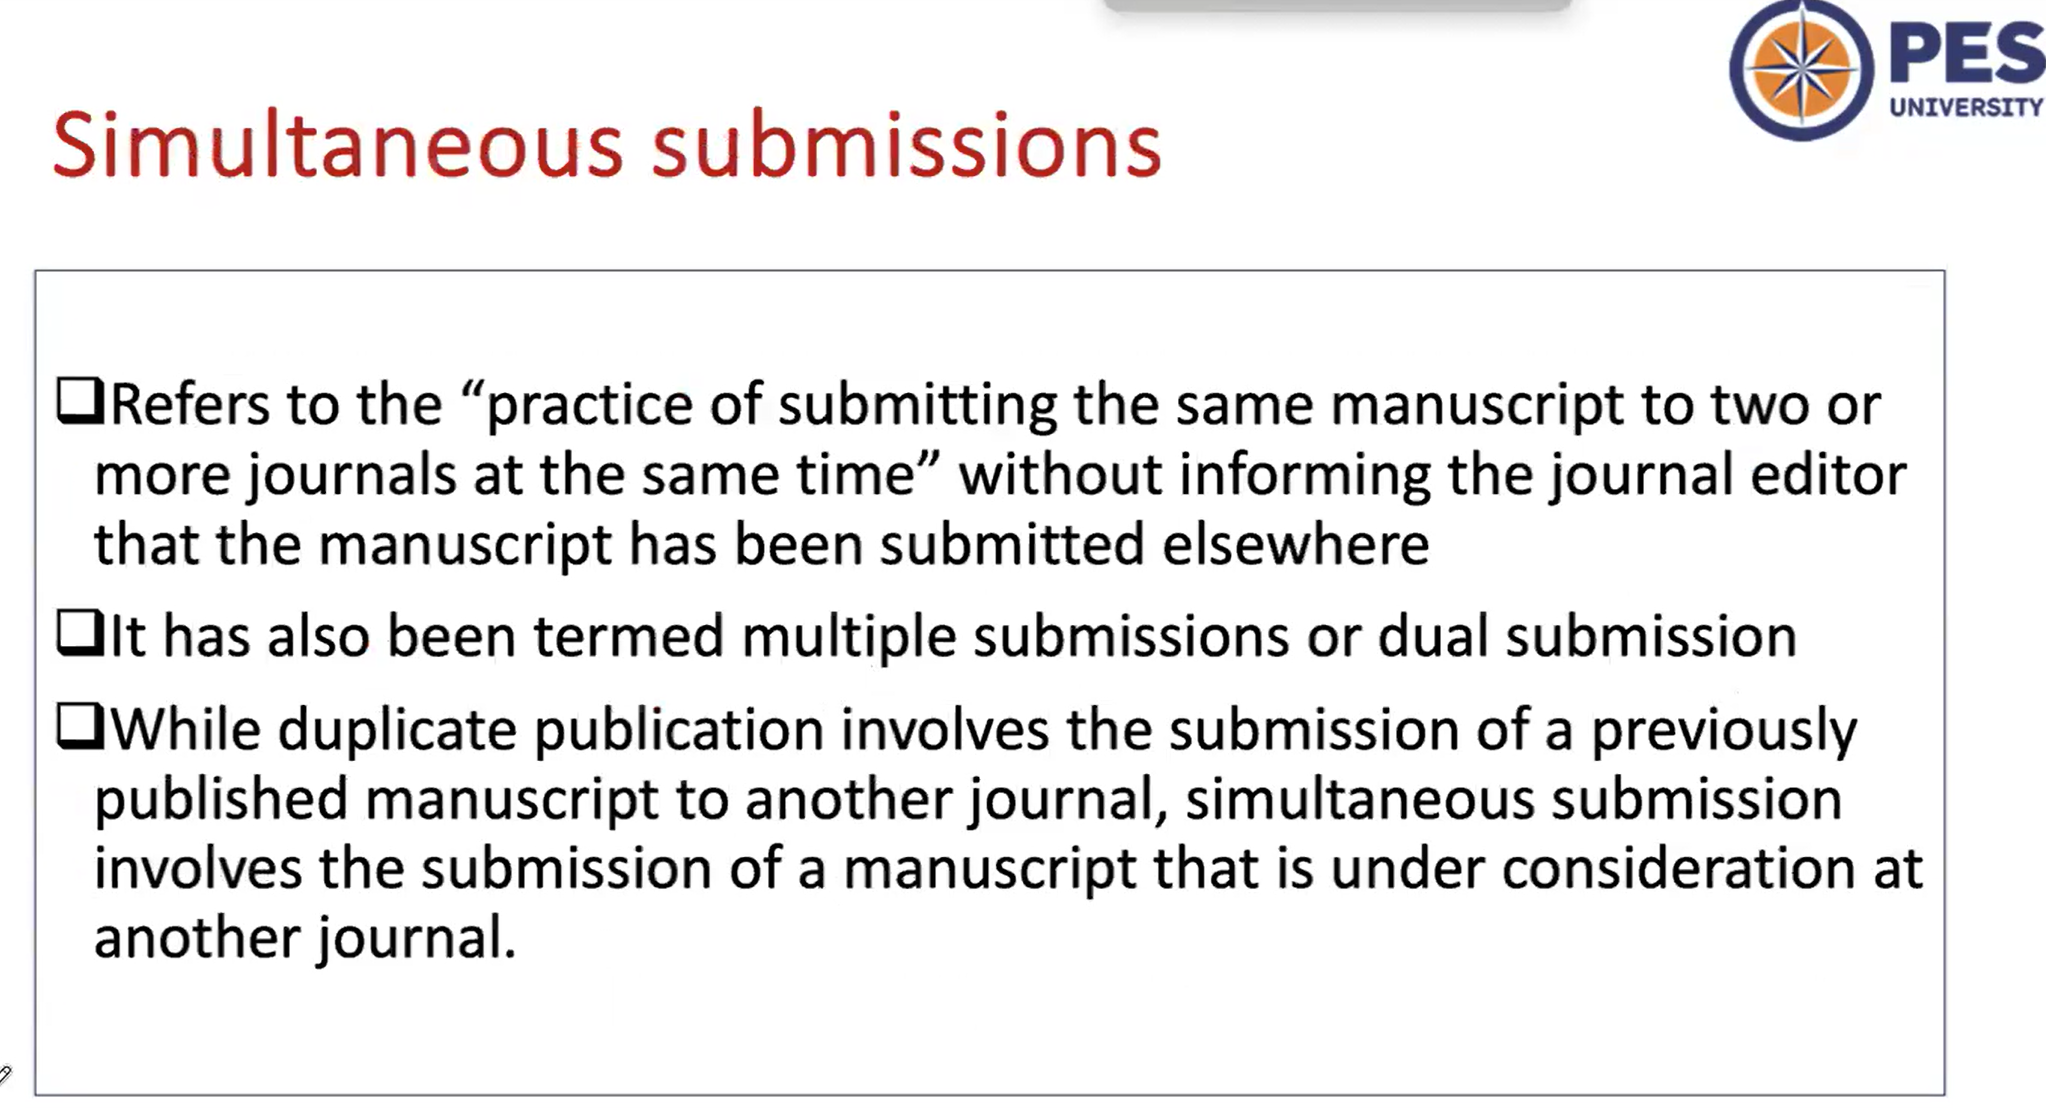 PES
UNIVERSITY
Simultaneous submissions
❑Refers to the “practice of submitting the same manuscript to two or
more journals at the same time” without informing the journal editor
that the manuscript has been submitted elsewhere
❑It has also been termed multiple submissions or dual submission
❑While duplicate publication involves the submission of a previously
published manuscript to another journal, simultaneous submission
involves the submission of a manuscript that is under consideration at
another journal.